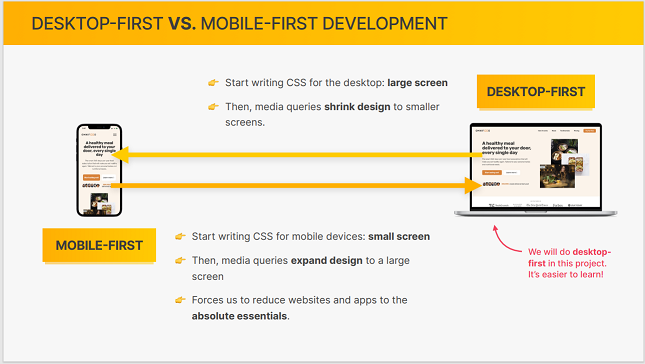 DESKTOP-FIRST VS. MOBILE-FIRST DEVELOPMENT
Start writing CSS for the desktop: large screen
Then, media queries shrink design to smaller
screens.
DESKTOP-FIRST
A healthy meal
delivered to your door,
every single
day
A healthy meal
delivered to your door,
every single day
MOBILE-FIRST
Start writing CSS for mobile devices: small screen
Then, media queries expand design to a large
screen
Forces us to reduce websites and apps to the
absolute essentials.
We will do desktop-
first in this project.
It's easier to learn!